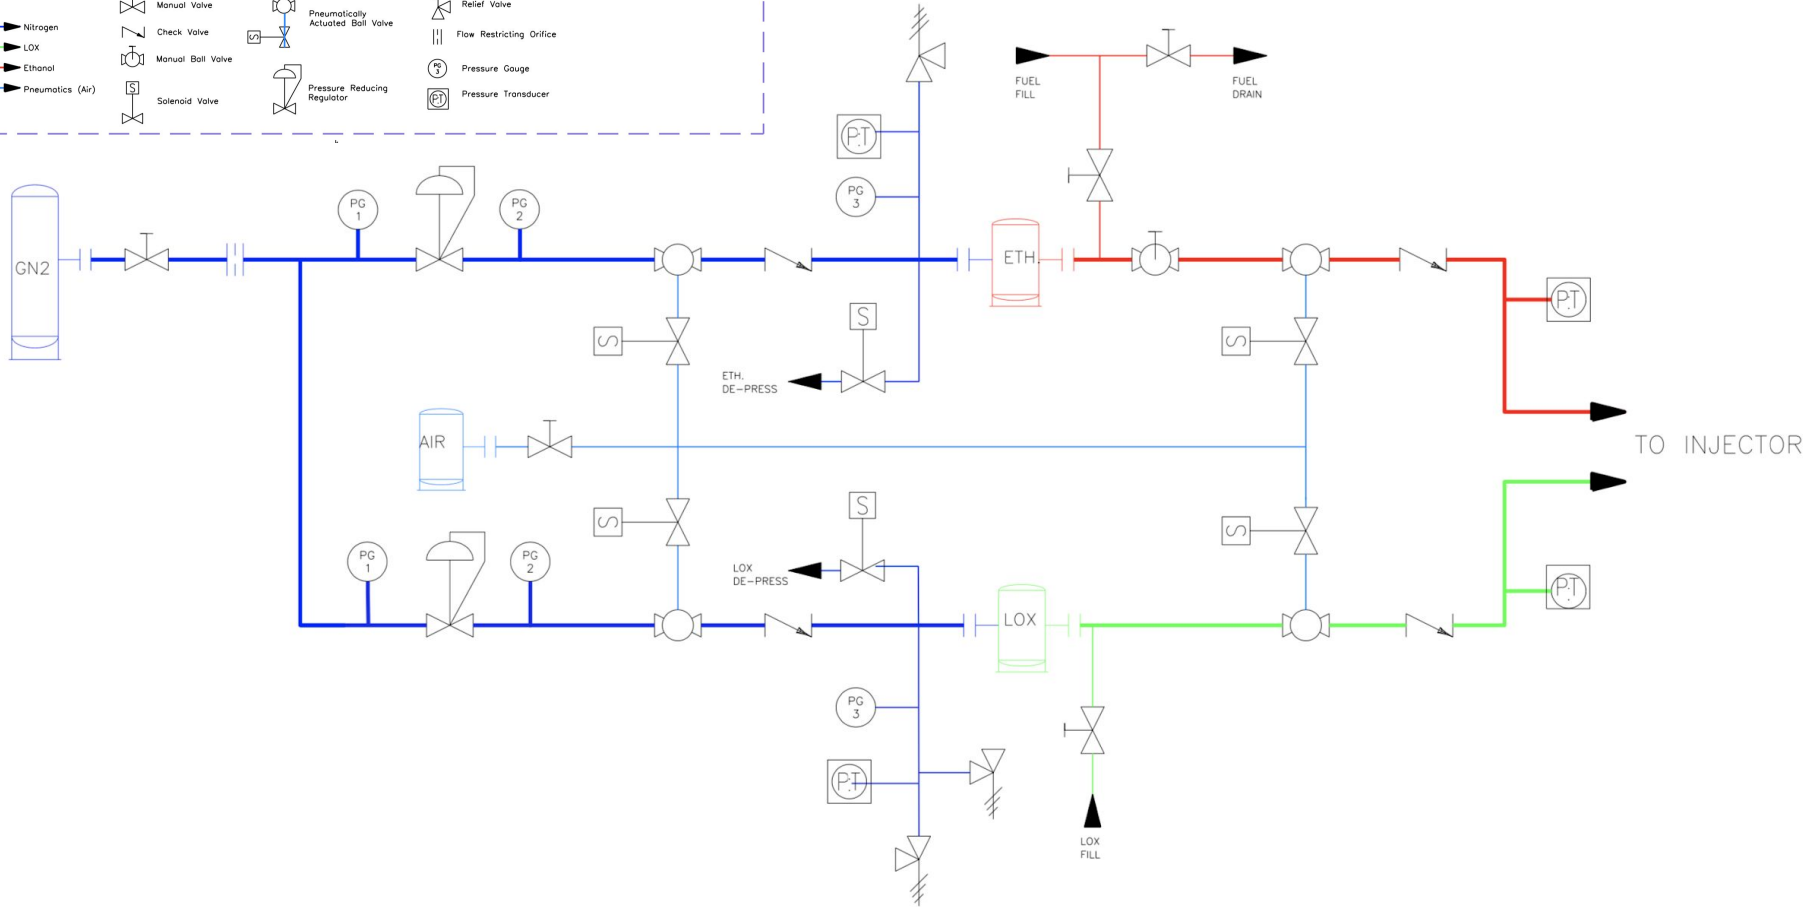 Manual Valve
Relief Valve
Pneumatically
Actuated Ball Valve
Nitrogen
Check Valve
S
Flow Restricting Orifice
LOX
Manual Ball Valve
Ethanol
PG
3
Pressure Gouge
Pneumatics (Air)
S
Solenoid Valve
Pressure Reducing
Regulator
PT
Pressure Transducer
FUEL
FILL
FUEL
DRAIN
PT
PG
3
PG
1
PG
2
GN2
ETH.
PT
S
S
S
ETH.
DE-PRESS
AIR
TO INJECTOR
S
S
S
LOX
DE-PRESS
PG
1
PG
2
LOX
PT
PG
3
PT
LOX
FILL